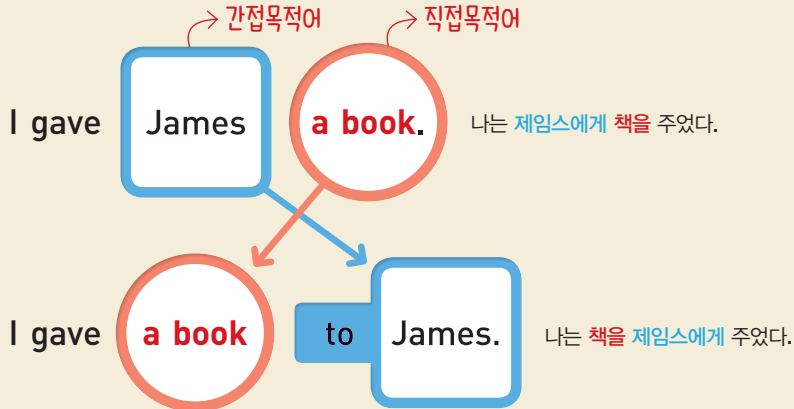 간접목적어 직접목적어
I gave James a book. 나는 제임스에게 책을 주었다.
I gave a book to James. 나는 책을 제임스에게 주었다.